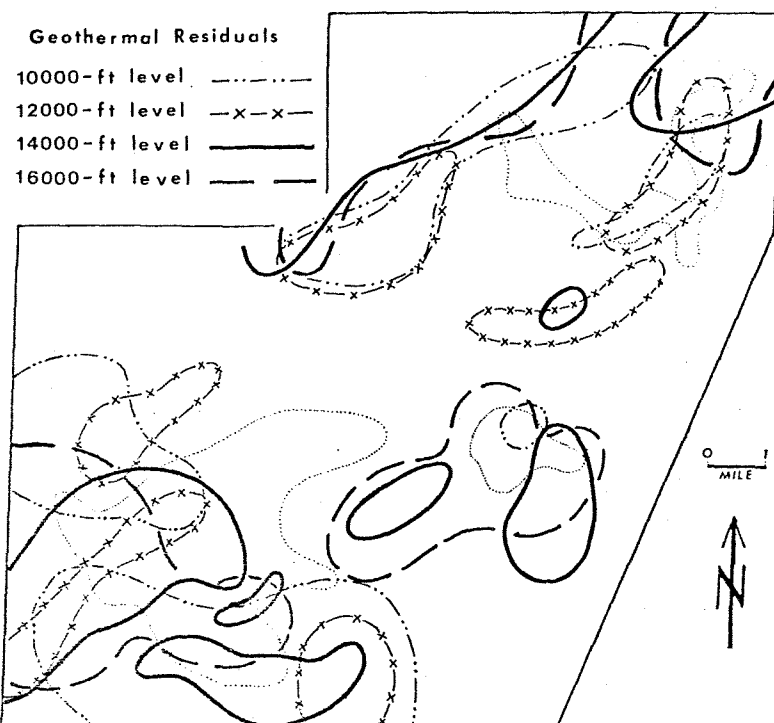 Geothermal Residuals
10000-ft level
12000-ft level
14000-ft level
16000-ft level
0 1
MILE
N